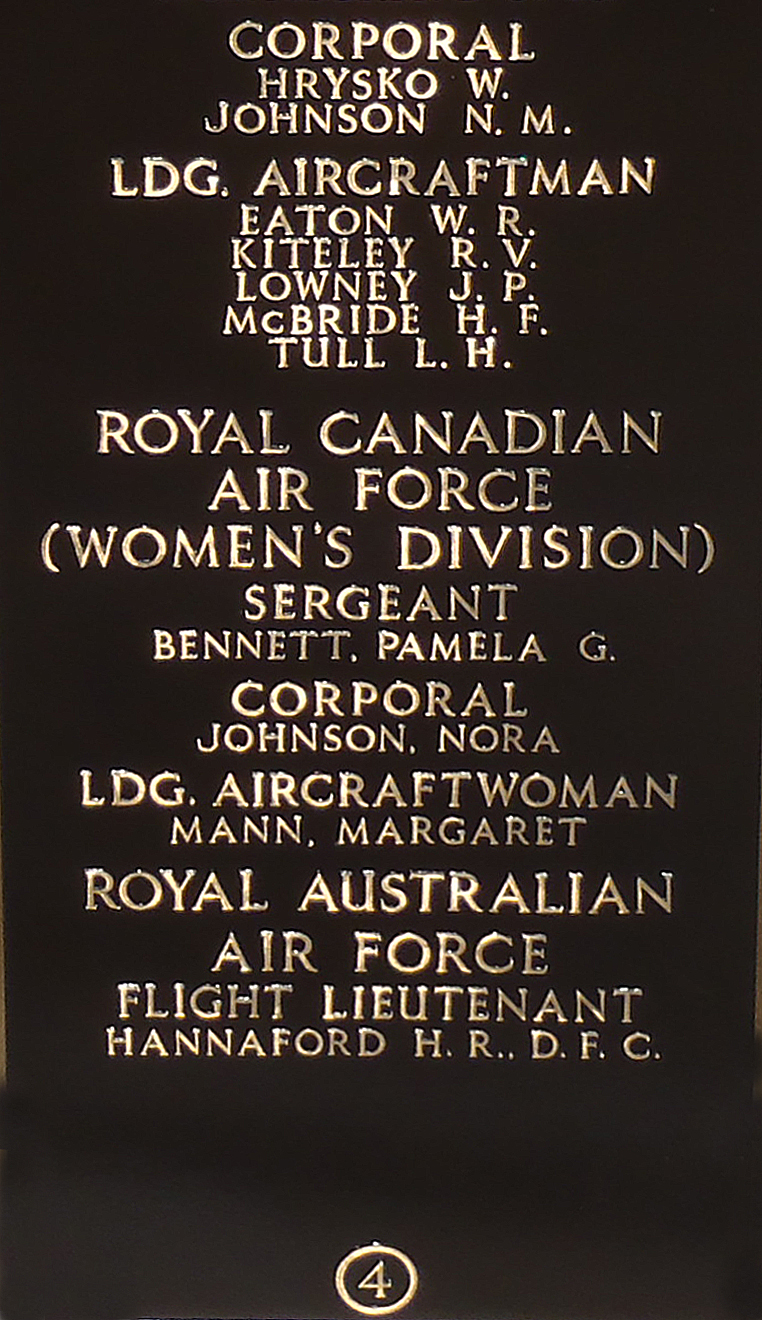 CORPORAL
HRYSKO W.
JOHNSON N. M.
LDG. AIRCRAFTMAN
EATON W. R.
KITELEY R. V.
LOWNEY J. P.
McBRIDE H. F.
TULL L. H.
ROYAL CANADIAN
AIR FORCE
(WOMEN'S DIVISION)
SERGEANT
BENNETT, PAMELA G.
CORPORAL
JOHNSON, NORA
LDG. AIRCRAFTWOMAN
MANN, MARGARET
ROYAL AUSTRALIAN
AIR FORCE
FLIGHT LIEUTENANT
HANNAFORD H. R., D. F. C.
4